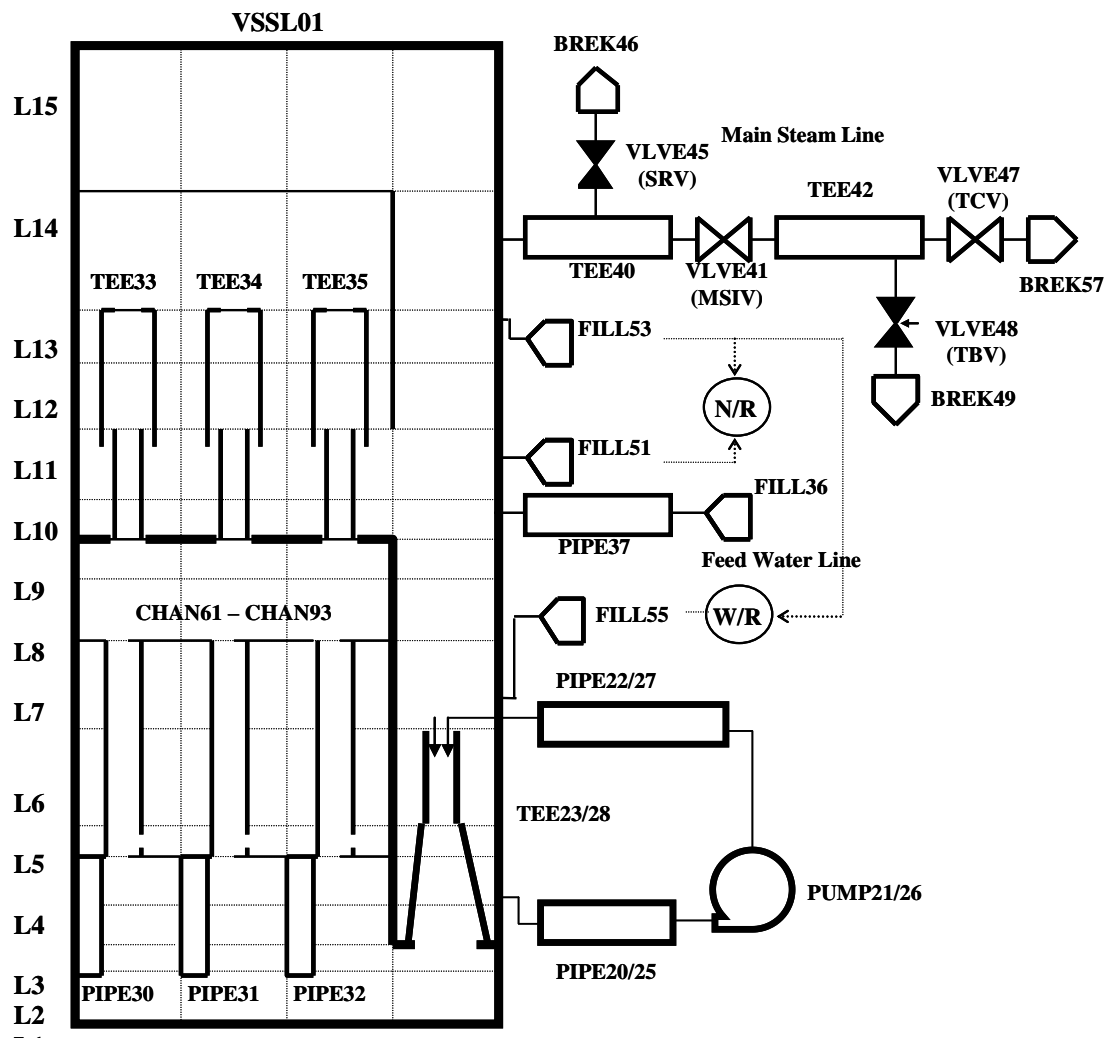 VSSL01
BREK46
L15
Main Steam Line
VLVE45
(SRV)
VLVE47
(TCV)
TEE42
L14
TEE40
VLVE41
(MSIV)
BREK57
TEE33
TEE34
TEE35
FILL53
VLVE48
(TBV)
L13
BREK49
L12
N/R
L11
FILL51
FILL36
L10
PIPE37
Feed Water Line
L9
CHAN61 – CHAN93
FILL55
W/R
L8
PIPE22/27
L7
L6
TEE23/28
L5
PUMP21/26
L4
PIPE20/25
L3
PIPE30
PIPE31
PIPE32
L2